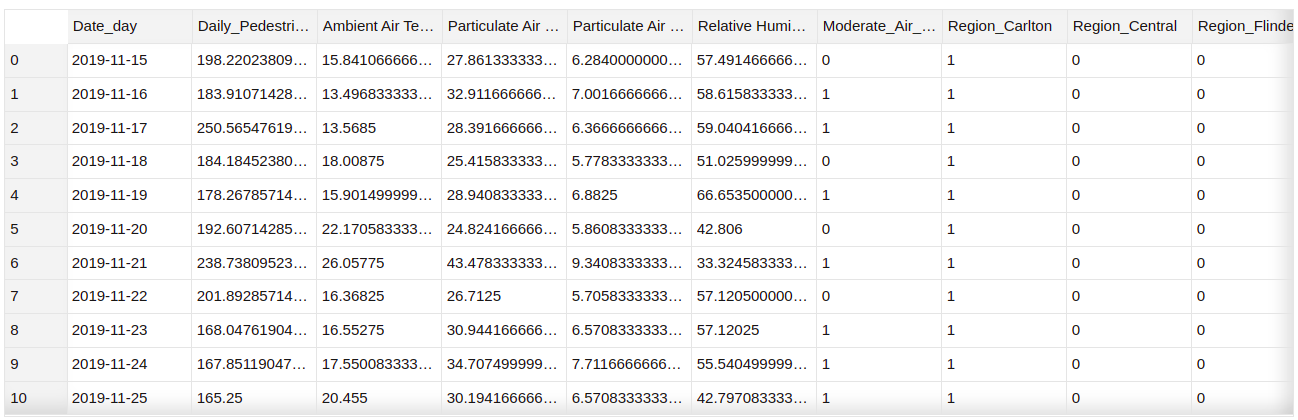 Date_day Daily_Pedestri... Ambient Air Te... Particulate Air ... Particulate Air ... Relative Humi... Moderate_Air_... Region_Carlton Region_Central Region_Flinde
0 2019-11-15 198.22023809... 15.841066666... 27.861333333... 6.2840000000... 57.491466666... 0 1 0 0
1 2019-11-16 183.91071428... 13.496833333... 32.911666666... 7.0016666666... 58.615833333... 1 1 0 0
2 2019-11-17 250.56547619... 13.5685 28.391666666... 6.3666666666... 59.040416666... 1 1 0 0
3 2019-11-18 184.18452380... 18.00875 25.415833333... 5.7783333333... 51.025999999... 0 1 0 0
4 2019-11-19 178.26785714... 15.901499999... 28.940833333... 6.8825 66.653500000... 1 1 0 0
5 2019-11-20 192.60714285... 22.170583333... 24.824166666... 5.8608333333... 42.806 0 1 0 0
6 2019-11-21 238.73809523... 26.05775 43.478333333... 9.3408333333... 33.324583333... 1 1 0 0
7 2019-11-22 201.89285714... 16.36825 26.7125 5.7058333333... 57.120500000... 0 1 0 0
8 2019-11-23 168.04761904... 16.55275 30.944166666... 6.5708333333... 57.12025 1 1 0 0
9 2019-11-24 167.85119047... 17.550083333... 34.707499999... 7.7116666666... 55.540499999... 1 1 0 0
10 2019-11-25 165.25 20.455 30.194166666... 6.5708333333... 42.797083333... 1 1 0 0